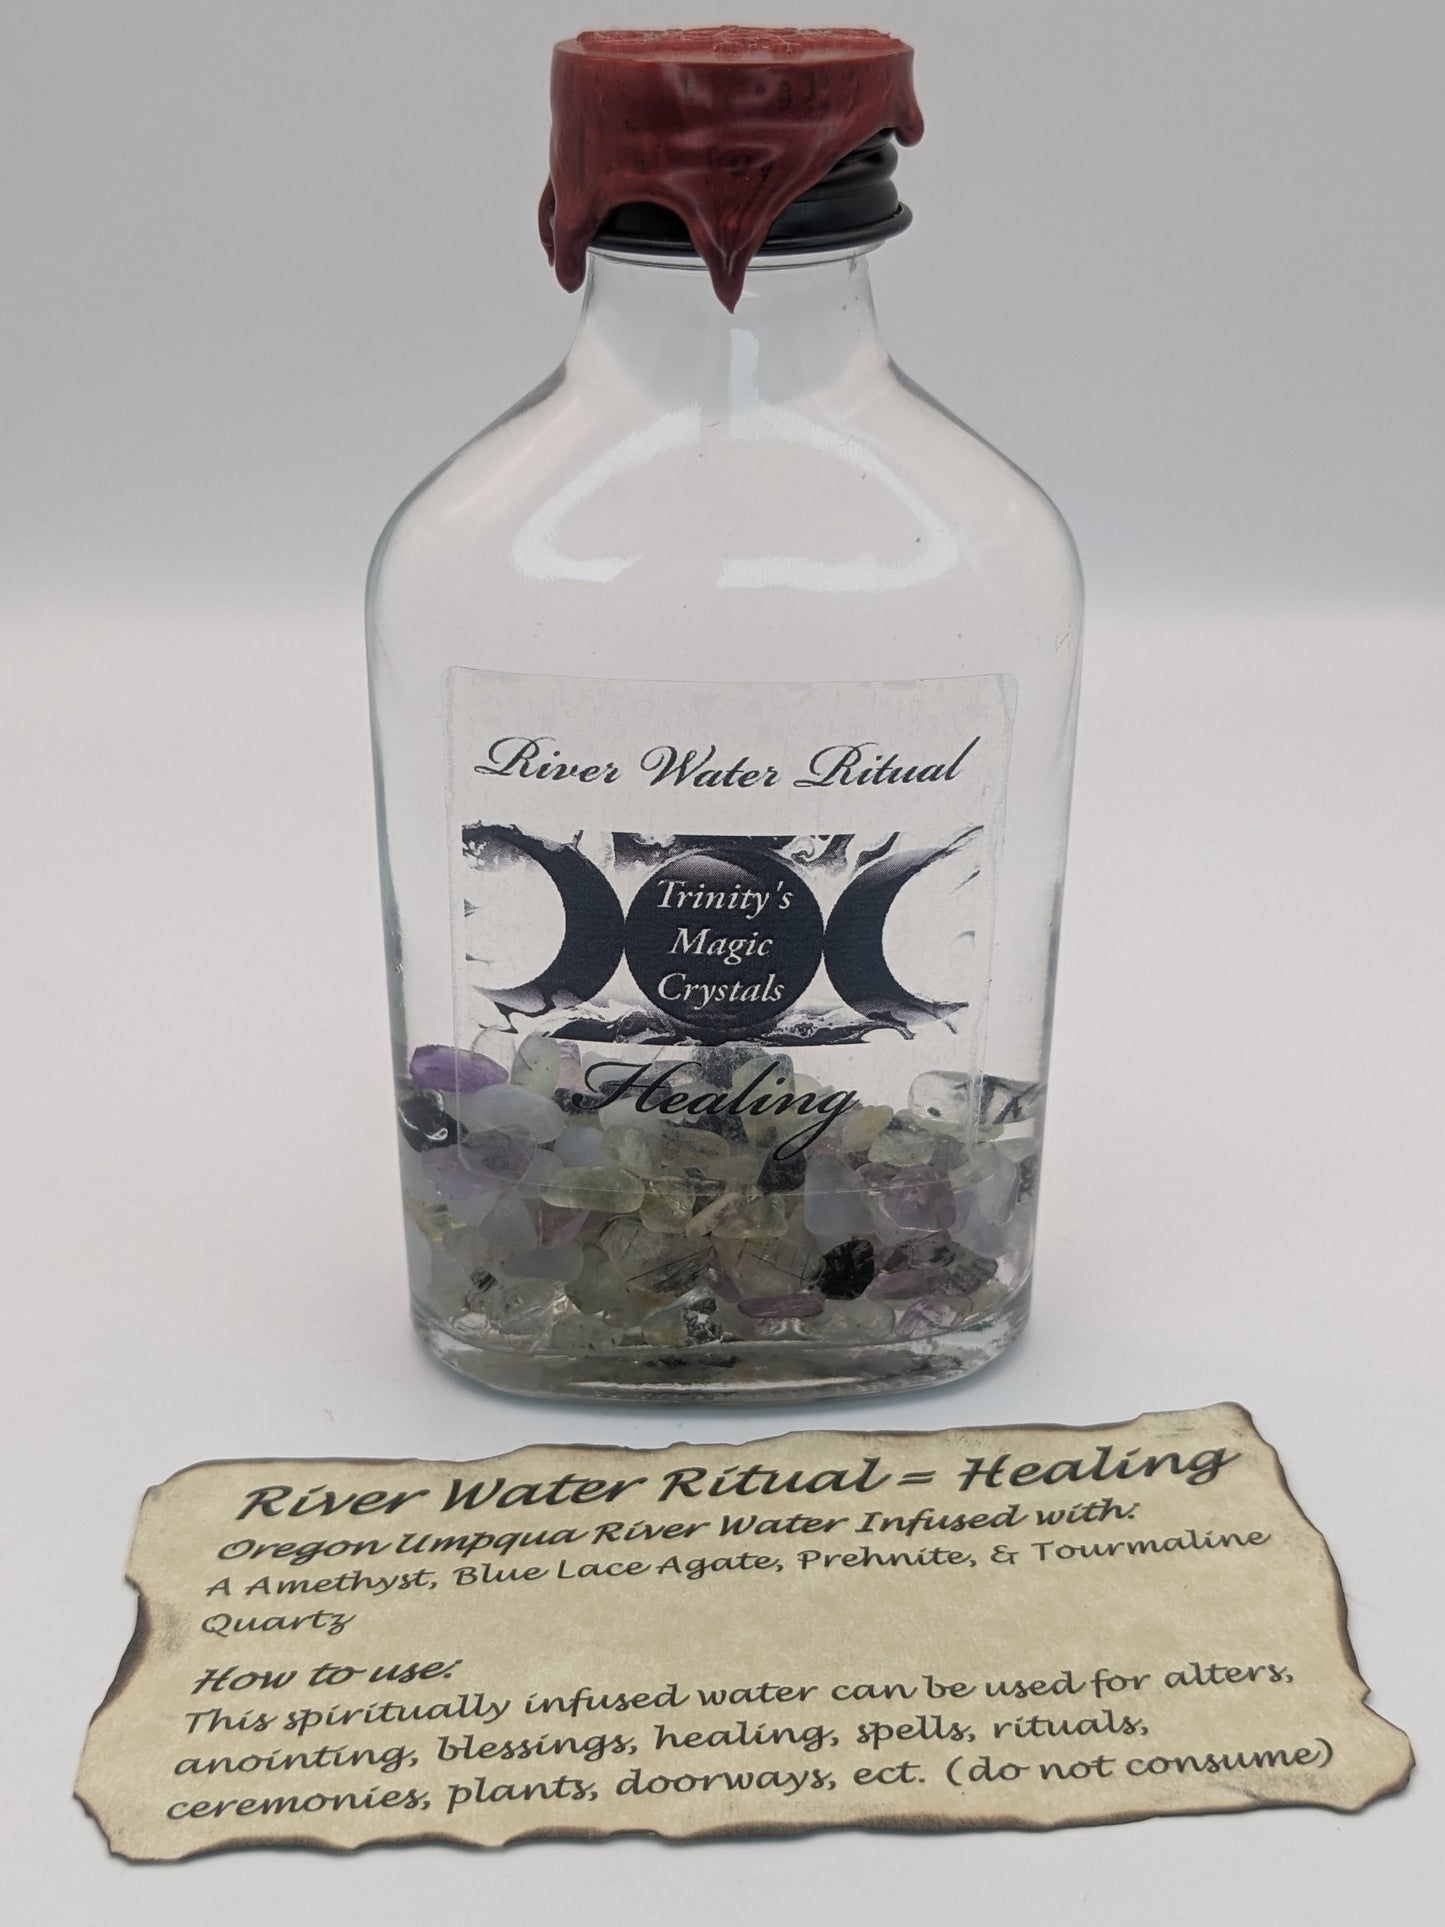 River Water Ritual
Trinity's
Magic
Crystals
Healing
River Water Ritual = Healing
Oregon Umpqua River Water Infused with:
A Amethyst, Blue Lace Agate, Prehnite, & Tourmaline
Quartz
How to use:
This spiritually infused water can be used for alters,
anointing, blessings, healing, spells, rituals,
ceremonies, plants, doorways, ect. (do not consume)